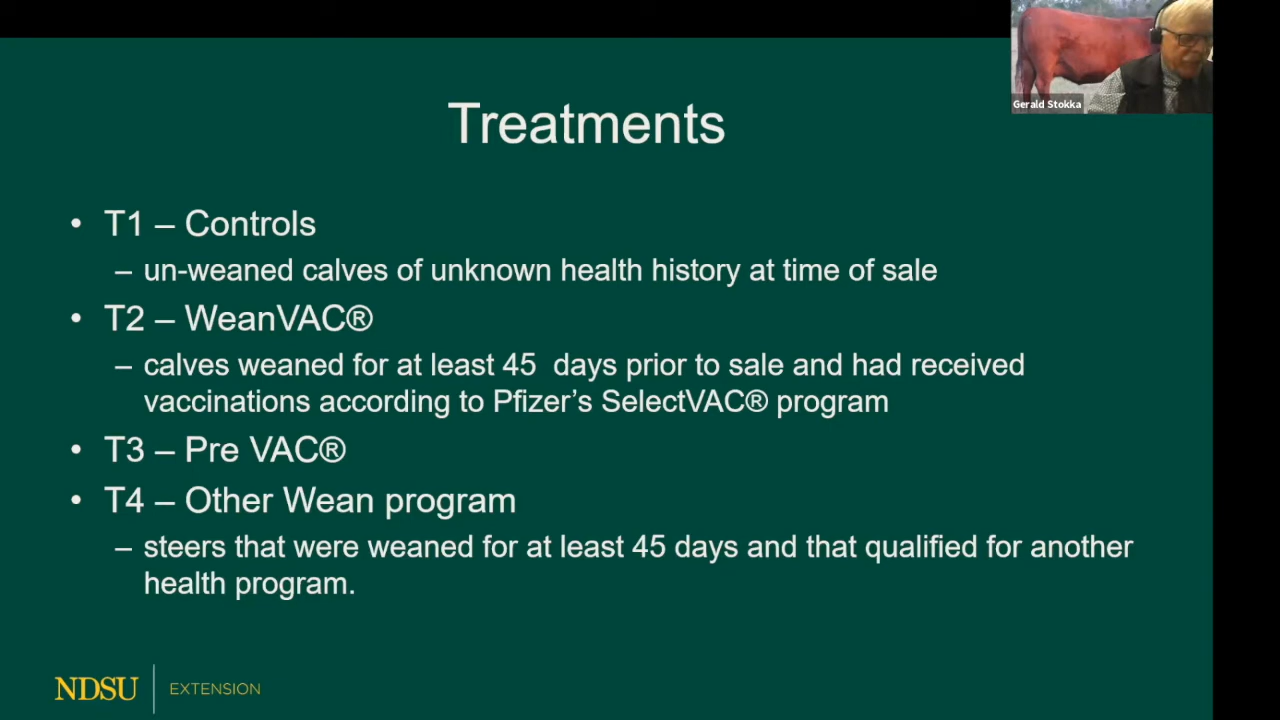 Gerald Stokka
Treatments
• T1 – Controls
– un-weaned calves of unknown health history at time of sale
• T2 – WeanVAC®
– calves weaned for at least 45  days prior to sale and had received
vaccinations according to Pfizer’s SelectVAC® program
• T3 – Pre VAC®
• T4 – Other Wean program
– steers that were weaned for at least 45 days and that qualified for another
health program.
NDSU EXTENSION